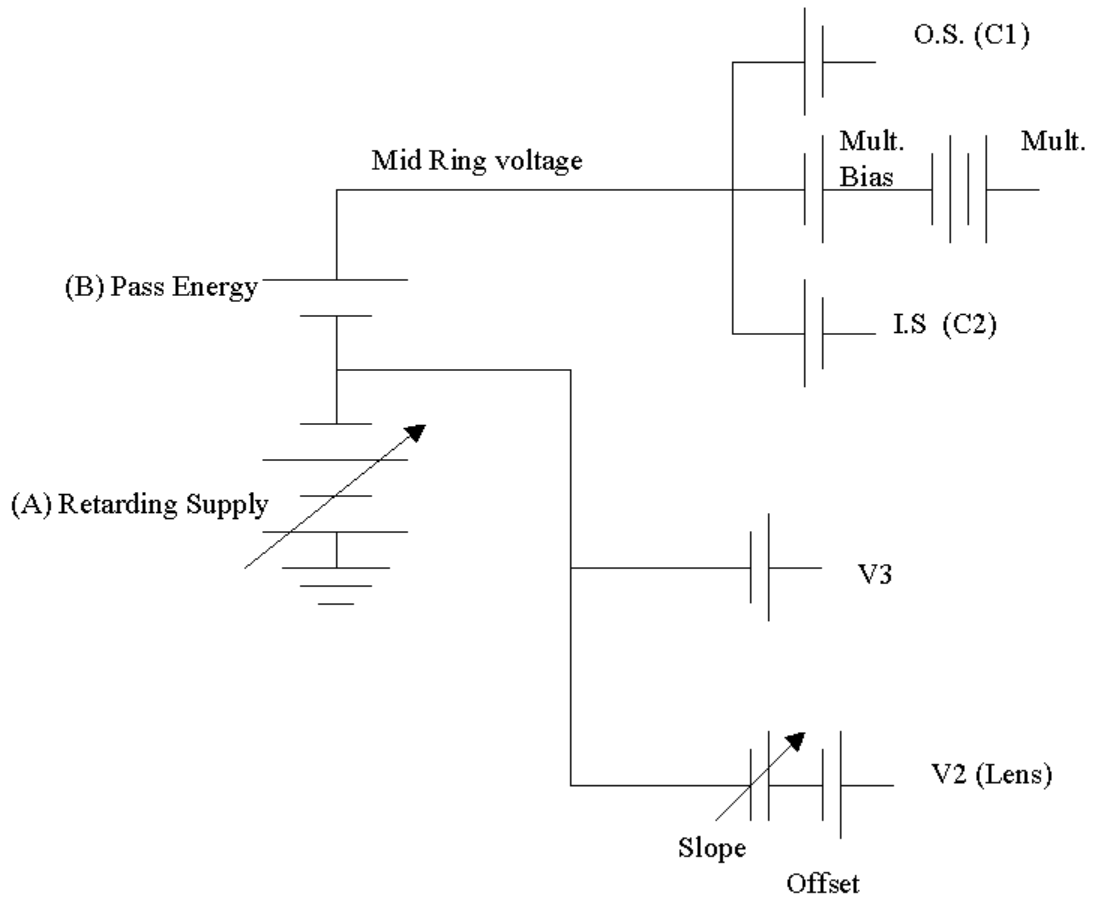 O.S. (C1)
Mult.
Bias
Mult.
Mid Ring voltage
(B) Pass Energy
I.S (C2)
(A) Retarding Supply
V3
V2 (Lens)
Slope
Offset